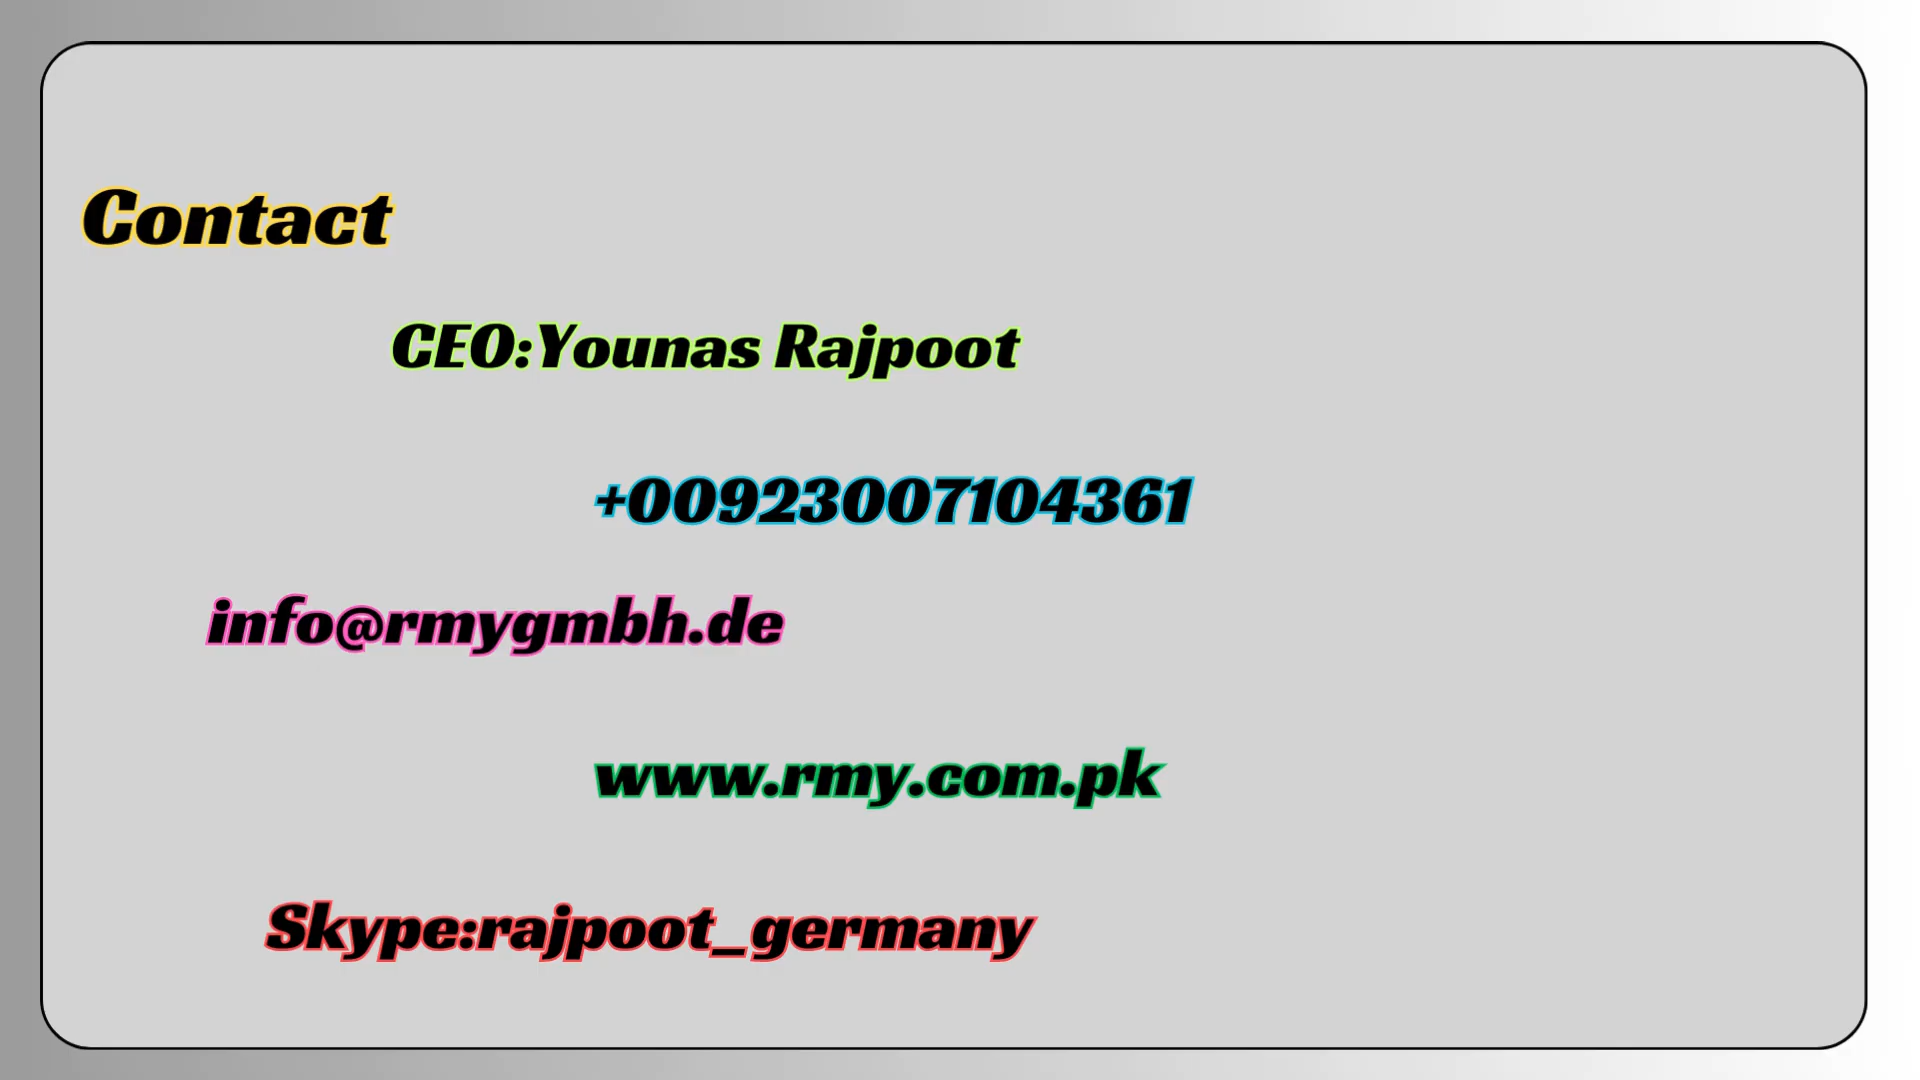 Contact
CEO:Younas Rajpoot
+00923007104361
info@rmygmbh.de
www.rmy.com.pk
Skype:rajpoot_germany